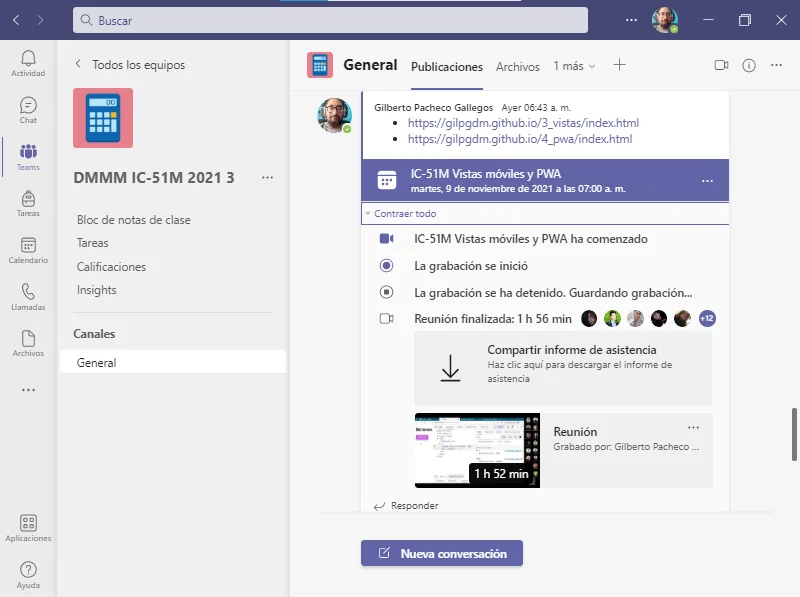 Buscar
Actividad
Chat
Teams
Tareas
Calendario
Llamadas
Archivos
Aplicaciones
Ayuda
Todos los equipos
DMMM IC-51M 2021 3
Bloc de notas de clase
Tareas
Calificaciones
Insights
Canales
General
General Publicaciones Archivos 1 más
Gilberto Pacheco Gallegos Ayer 06:43 a. m.
https://gilpgdm.github.io/3_vistas/index.html
https://gilpgdm.github.io/4_pwa/index.html
IC-51M Vistas móviles y PWA
martes, 9 de noviembre de 2021 a las 07:00 a. m.
Contraer todo
IC-51M Vistas móviles y PWA ha comenzado
La grabación se inició
La grabación se ha detenido. Guardando grabación...
Reunión finalizada: 1 h 56 min +12
Compartir informe de asistencia
Haz clic aquí para descargar el informe de
asistencia
Reunión
Grabado por: Gilberto Pacheco ...
1 h 52 min
Responder
Nueva conversación